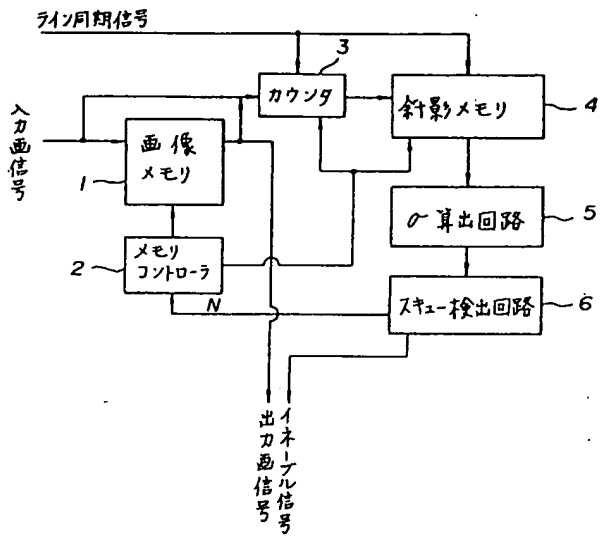 ライン同期信号
3
カウンタ
斜影メモリ
4
入力画信号
画像
メモリ
1
σ算出回路
5
2
メモリ
コントローラ
N
スキュー検出回路
6
出力画信号
イネーブル信号